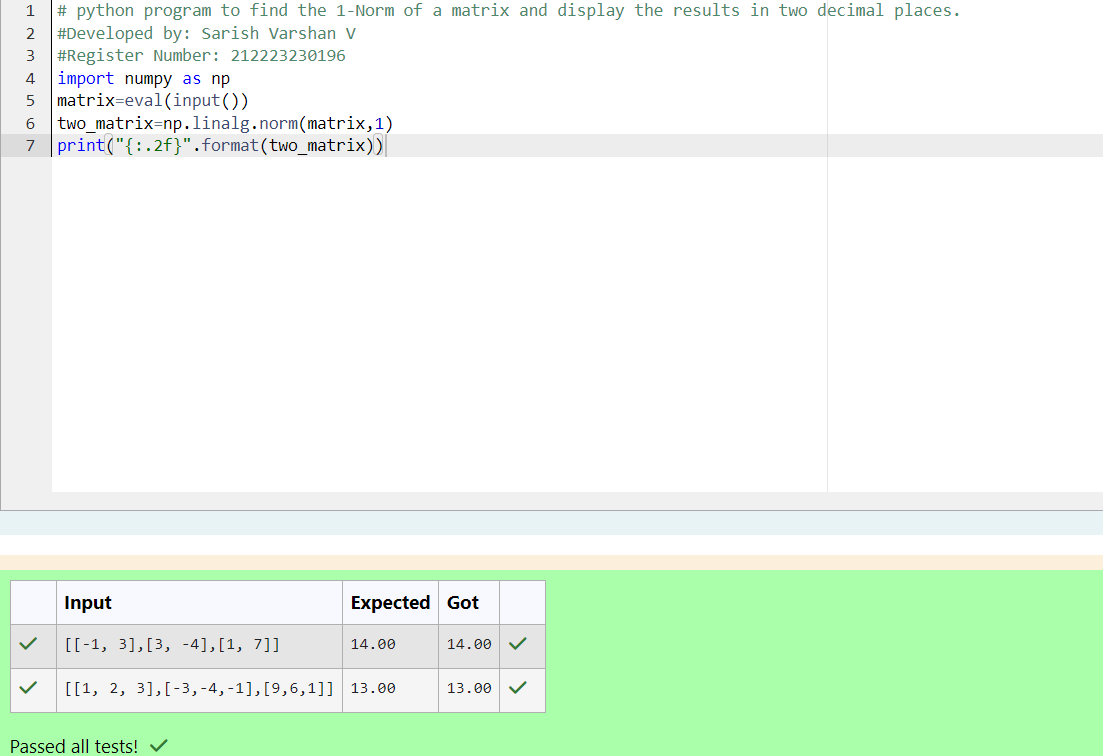 1 # python program to find the 1-Norm of a matrix and display the results in two decimal places.
2 #Developed by: Sarish Varshan V
3 #Register Number: 212223230196
4 import numpy as np
5 matrix=eval(input())
6 two_matrix=np.linalg.norm(matrix,1)
7 print("{:.2f}".format(two_matrix))
Input Expected Got
[[-1, 3],[3, -4],[1, 7]] 14.00 14.00
[[1, 2, 3],[-3,-4,-1],[9,6,1]] 13.00 13.00
Passed all tests!